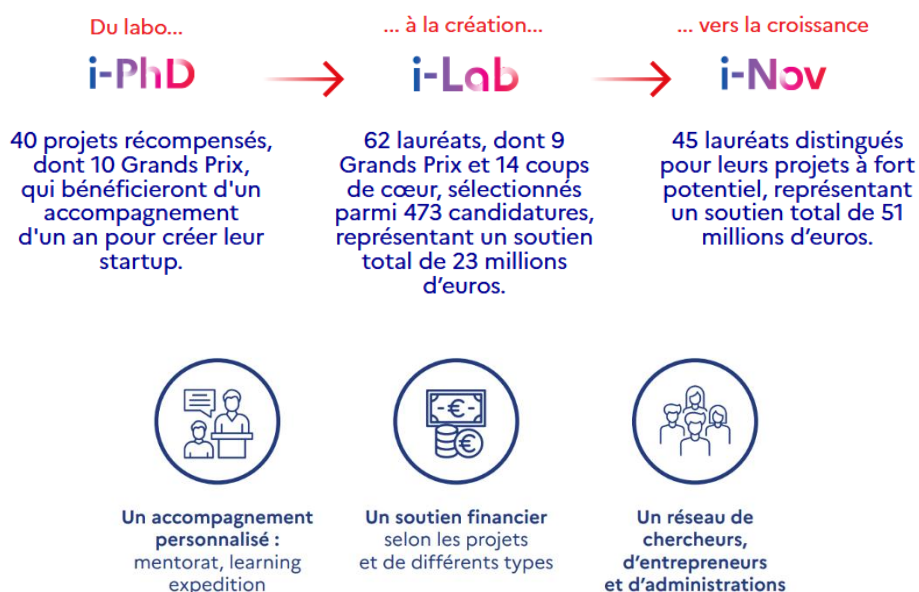 Du labo...
i-PhD
40 projets récompensés,
dont 10 Grands Prix,
qui bénéficieront d'un
accompagnement
d'un an pour créer leur
startup.
... à la création...
i-Lab
62 lauréats, dont 9
Grands Prix et 14 coups
de cœur, sélectionnés
parmi 473 candidatures,
représentant un soutien
total de 23 millions
d’euros.
... vers la croissance
i-Nov
45 lauréats distingués
pour leurs projets à fort
potentiel, représentant
un soutien total de 51
millions d’euros.
Un accompagnement
personnalisé :
mentorat, learning
expedition
Un soutien financier
selon les projets
et de différents types
Un réseau de
chercheurs,
d’entrepreneurs
et d’administrations